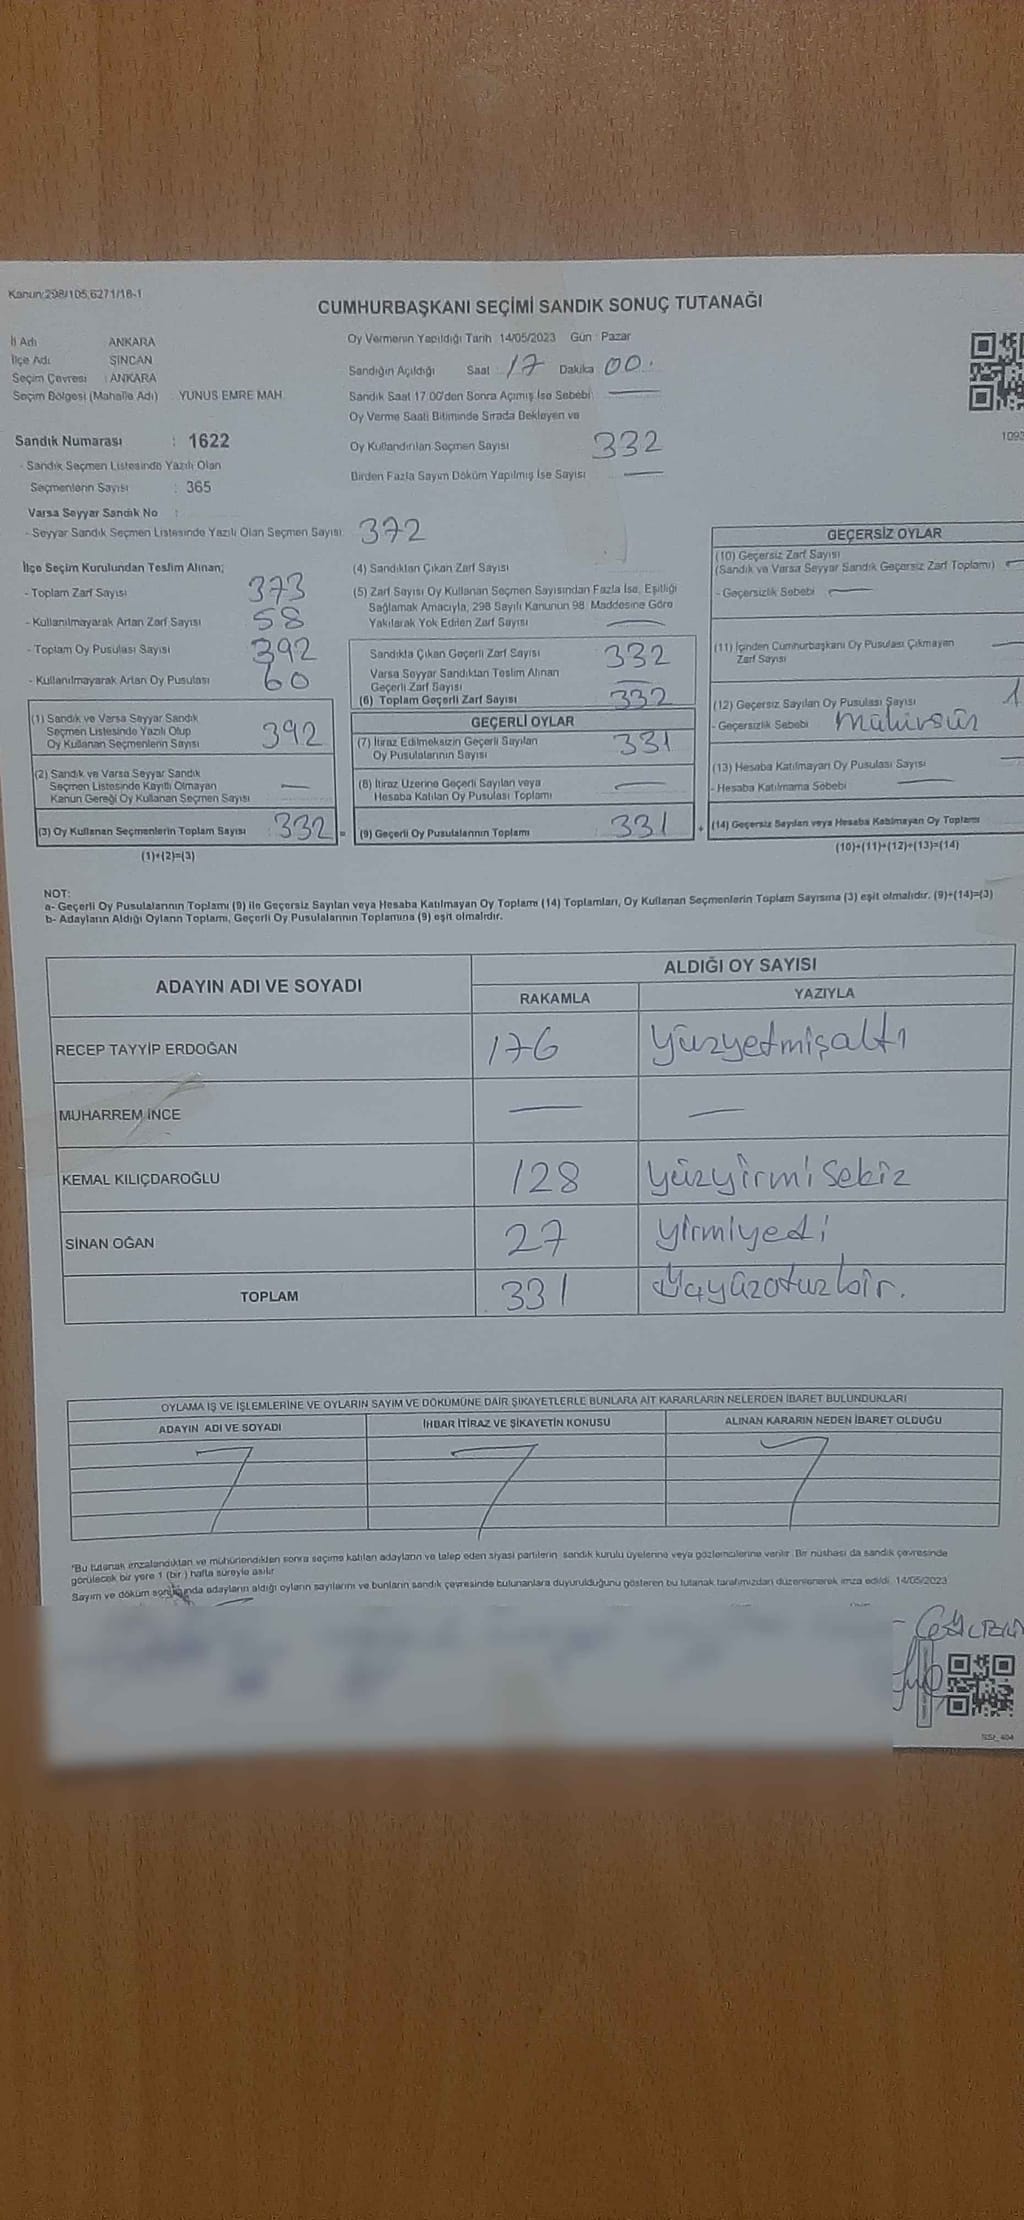 Kanun:298/105,6271/18-1
CUMHURBAŞKANI SEÇİMİ SANDIK SONUÇ TUTANAĞI
İl Adı ANKARA
İlçe Adı SİNCAN
Seçim Çevresi : ANKARA
Seçim Bölgesi (Mahalle Adı) YUNUS EMRE MAH.
Sandık Numarası : 1622
- Sandık Seçmen Listesinde Yazılı Olan
Seçmenlerin Sayısı : 365
Varsa Seyyar Sandık No :
- Seyyar Sandık Seçmen Listesinde Yazılı Olan Seçmen Sayısı: 372
Oy Vermenin Yapıldığı Tarih 14/05/2023 Gün : Pazar
Sandığın Açıldığı Saat : 17 Dakika 00.
Sandık Saat 17.00'den Sonra Açımış İse Sebebi: —
Oy Verme Saati Bitiminde Sırada Bekleyen ve
Oy Kullandırılan Seçmen Sayısı 332
Birden Fazla Sayım Döküm Yapılmış İse Sayısı —
1093
İlçe Seçim Kurulundan Teslim Alınan;
- Toplam Zarf Sayısı 373
- Kullanılmayarak Artan Zarf Sayısı 58
- Toplam Oy Pusulası Sayısı 392
- Kullanılmayarak Artan Oy Pusulası 60
(1) Sandık ve Varsa Seyyar Sandık
Seçmen Listesinde Yazılı Olup
Oy Kullanan Seçmenlerin Sayısı 392
(2) Sandık ve Varsa Seyyar Sandık
Seçmen Listesinde Kayıtlı Olmayan
Kanun Gereği Oy Kullanan Seçmen Sayısı —
(3) Oy Kullanan Seçmenlerin Toplam Sayısı : 332 =
(1)+(2)=(3)
(4) Sandıktan Çıkan Zarf Sayısı
(5) Zarf Sayısı Oy Kullanan Seçmen Sayısından Fazla İse, Eşitliği
Sağlamak Amacıyla, 298 Sayılı Kanunun 98. Maddesine Göre
Yakılarak Yok Edilen Zarf Sayısı —
Sandıkta Çıkan Geçerli Zarf Sayısı 332
Varsa Seyyar Sandıktan Teslim Alınan
Geçerli Zarf Sayısı —
(6) Toplam Geçerli Zarf Sayısı 332
GEÇERLİ OYLAR
(7) İtiraz Edilmeksizin Geçerli Sayılan
Oy Pusulalarının Sayısı 331
(8) İtiraz Üzerine Geçerli Sayılan veya
Hesaba Katılan Oy Pusulası Toplamı —
(9) Geçerli Oy Pusulalarının Toplamı : 331 +
GEÇERSİZ OYLAR
(10) Geçersiz Zarf Sayısı
(Sandık ve Varsa Seyyar Sandık Geçersiz Zarf Toplamı) —
- Geçersizlik Sebebi —
(11) İçinden Cumhurbaşkanı Oy Pusulası Çıkmayan —
Zarf Sayısı
(12) Geçersiz Sayılan Oy Pusulası Sayısı 1
- Geçersizlik Sebebi Mühürsür
(13) Hesaba Katılmayan Oy Pusulası Sayısı —
- Hesaba Katılmama Sebebi —
(14) Geçersiz Sayılan veya Hesaba Katılmayan Oy Toplamı
(10)+(11)+(12)+(13)=(14)
NOT:
a- Geçerli Oy Pusulalarının Toplamı (9) ile Geçersiz Sayılan veya Hesaba Katılmayan Oy Toplamı (14) Toplamları, Oy Kullanan Seçmenlerin Toplam Sayısına (3) eşit olmalıdır. (9)+(14)=(3)
b- Adayların Aldığı Oyların Toplamı, Geçerli Oy Pusulalarının Toplamına (9) eşit olmalıdır.
ADAYIN ADI VE SOYADI ALDIĞI OY SAYISI
RAKAMLA YAZIYLA
RECEP TAYYİP ERDOĞAN 176 yüzyetmişaltı
MUHARREM İNCE — —
KEMAL KILIÇDAROĞLU 128 yüzyirmisekiz
SİNAN OĞAN 27 yirmiyedi
TOPLAM 331 üçyüzotuzbir.
OYLAMA İŞ VE İŞLEMLERİNE VE OYLARIN SAYIM VE DÖKÜMÜNE DAİR ŞİKAYETLERLE BUNLARA AİT KARARLARIN NELERDEN İBARET BULUNDUKLARI
ADAYIN ADI VE SOYADI İHBAR İTİRAZ VE ŞİKAYETİN KONUSU ALINAN KARARIN NEDEN İBARET OLDUĞU
*Bu tutanak imzalandıktan ve mühürlendikten sonra seçime katılan adayların ve talep eden siyasi partilerin sandık kurulu üyelerine veya gözlemcilerine verilir. Bir nüshası da sandık çevresinde
görülecek bir yere 1 (bir ) hafta süreyle asılır
Sayım ve döküm sonucunda adayların aldığı oyların sayılarını ve bunların sandık çevresinde bulunanlara duyurulduğunu gösteren bu tutanak tarafımızdan düzenlenerek imza edildi. 14/05/2023